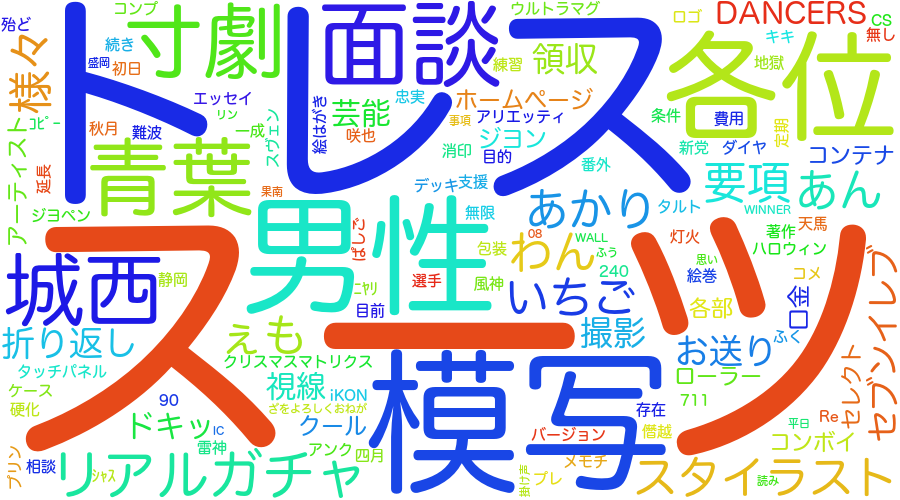 コンプ
殆ど
寸劇
トレス
面談
ウルトラマグ
ロゴ
DANCERS
CS
無し
様々
続き
盛岡
初日
練習
領収
各位
キキ
地獄
エッセイ
リン
忠実
芸能
ホームページ
絵はがき
アーティスト
ｺﾋﾟｰ
秋月
難波
一成
スヴェン
咲也
事項
アリエッティ
ジヨン
条件
費用
定期
新党
ダイヤ
コンテナ
青葉
消印
目的
番外
延長
果南
デッキ
支援
要項
あん
ジヨペン
男性
無限
あかり
タルト
WINNER
ぱしご
わん
08
WALL
ふう
灯火
思い
著作
天馬
ハロウィン
城西
静岡
ﾆﾔﾘ
選手
包装
風神
240
絵巻
コメ
スーツ
目前
いちご
各部
口金
セブンイレブ
折り返し
えも
撮影
お送り
ふく
タッチパネル
クリスマスマトリクス
視線
iKON
ローラー
セレクト
ケース
硬化
90
ざをよろしくおねが
模写
存在
711
Re
ドキッ
IC
雷神
クール
バージョン
僧越
平日
コンボイ
プリン
相談
リアルガチャ
アンク
四月
メモチ
ｼｬｽ
掛け声
プレ
スタイラスト
読み